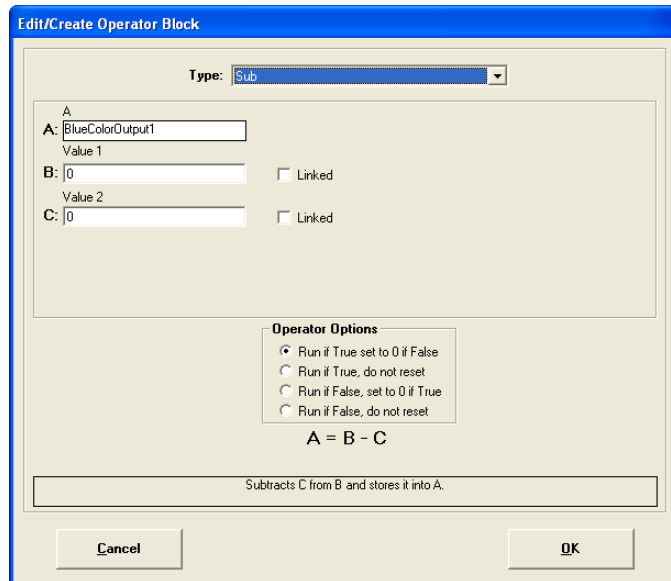 Edit/Create Operator Block
Type: Sub
A
A: BlueColorOutput1
Value 1
B: 0 Linked
Value 2
C: 0 Linked
Operator Options
Run if True set to 0 if False
Run if True, do not reset
Run if False, set to 0 if True
Run if False, do not reset
A = B - C
Subtracts C from B and stores it into A.
Cancel OK